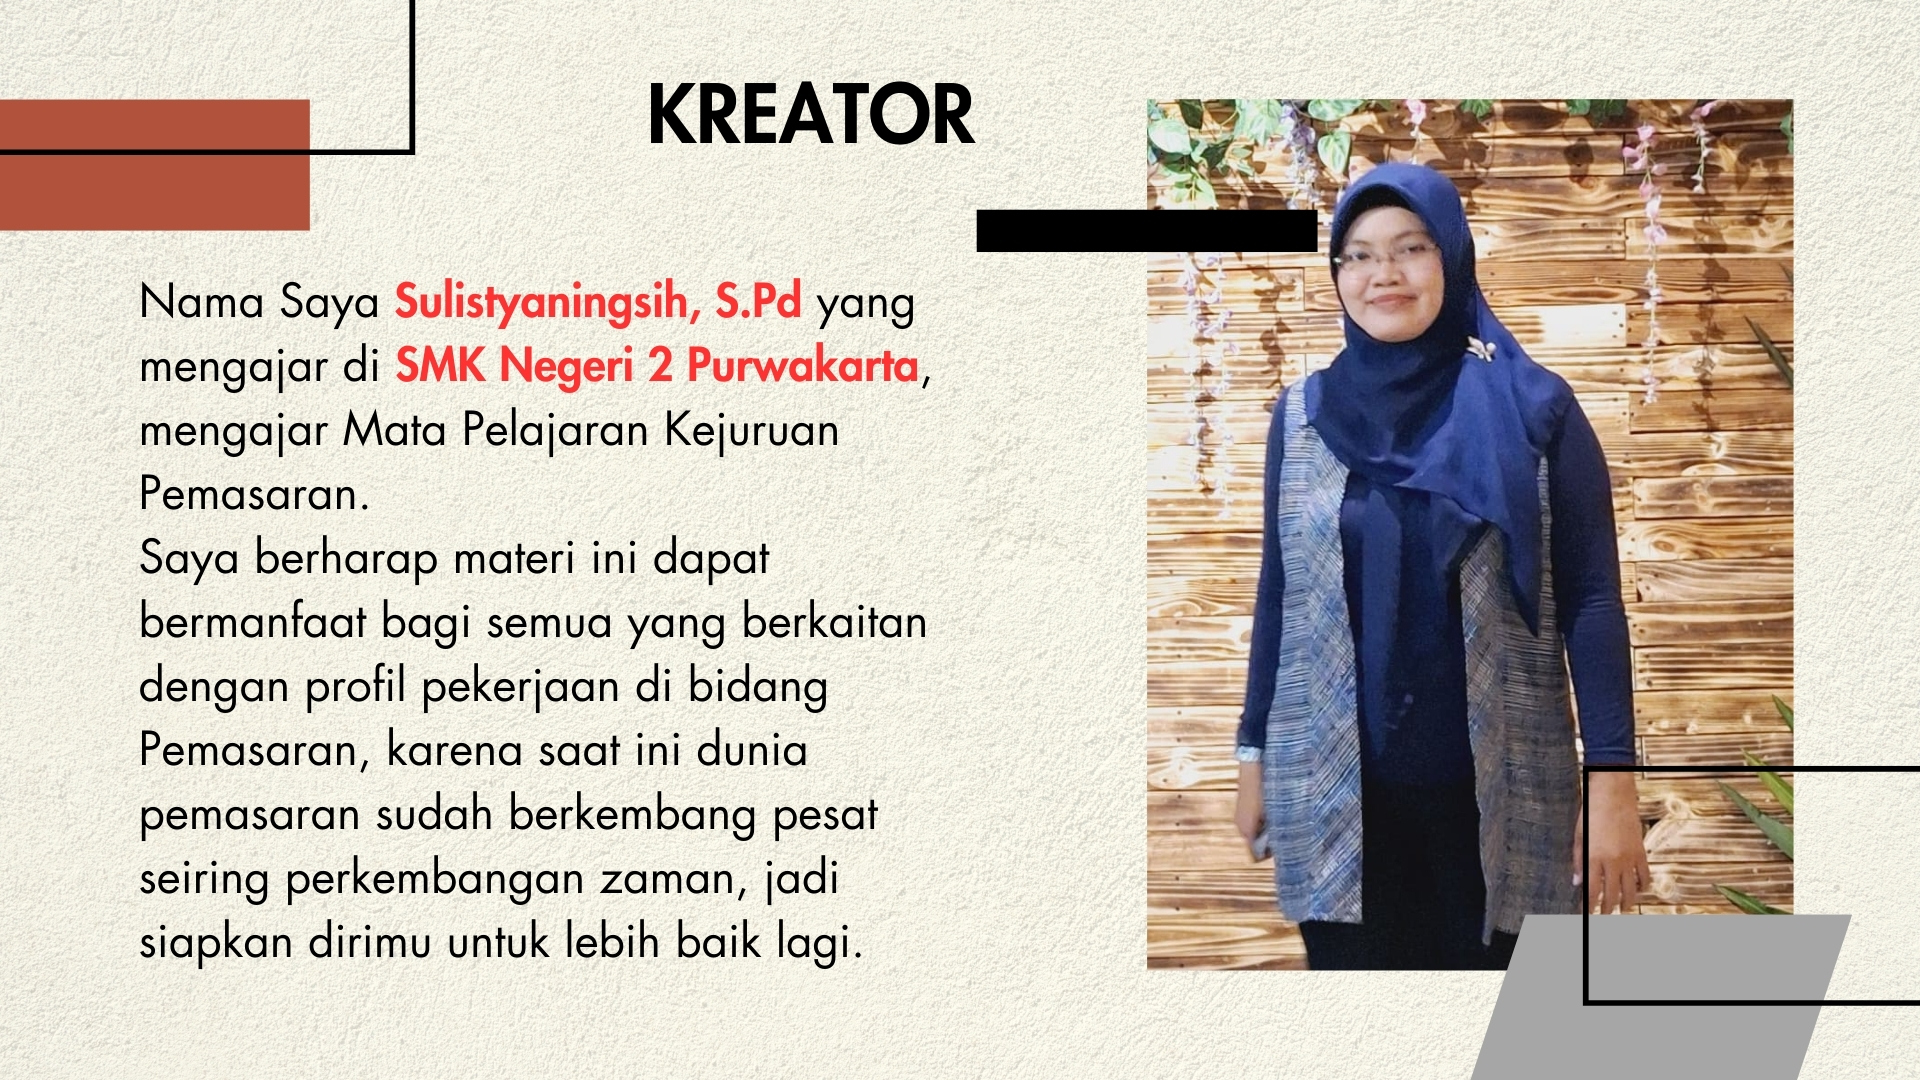 KREATOR
Nama Saya Sulistyaningsih, S.Pd yang
mengajar di SMK Negeri 2 Purwakarta,
mengajar Mata Pelajaran Kejuruan
Pemasaran.
Saya berharap materi ini dapat
bermanfaat bagi semua yang berkaitan
dengan profil pekerjaan di bidang
Pemasaran, karena saat ini dunia
pemasaran sudah berkembang pesat
seiring perkembangan zaman, jadi
siapkan dirimu untuk lebih baik lagi.